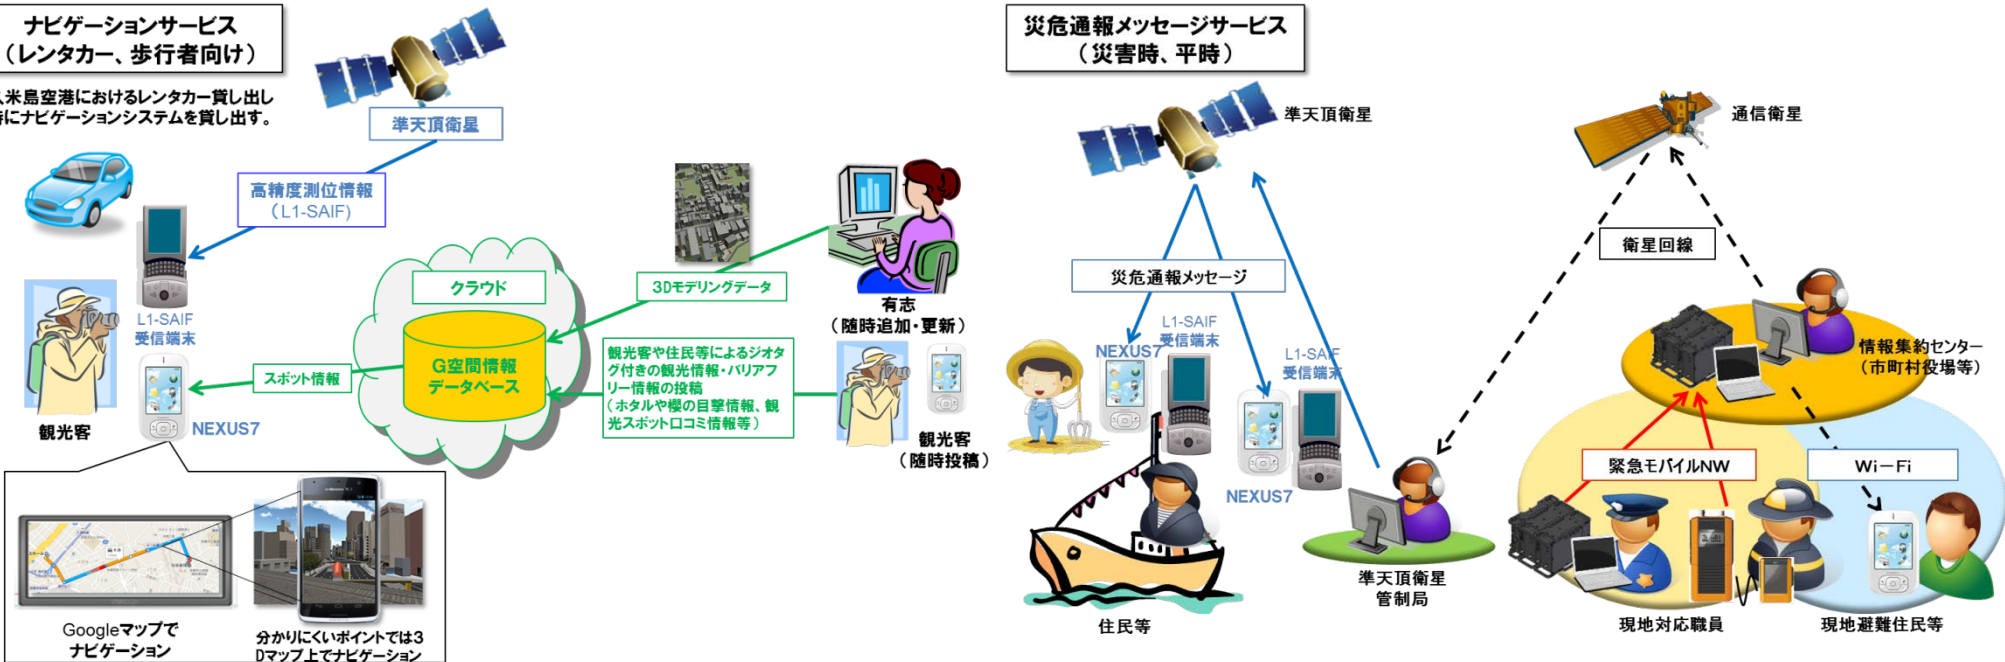 ナビゲーションサービス
（レンタカー、歩行者向け）
米島空港におけるレンタカー貸し出し
にナビゲーションシステムを貸し出す。
準天頂衛星
高精度測位情報
（L1-SAIF)
L1-SAIF
受信端末
観光客
NEXUS7
スポット情報
クラウド
G空間情報
データベース
3Dモデリングデータ
有志
（随時追加・更新）
観光客や住民等によるジオタ
グ付きの観光情報・バリアフ
リー情報の投稿
（ホタルや櫻の目撃情報、観
光スポット口コミ情報等）
観光客
（随時投稿）
Googleマップで
ナビゲーション
分かりにくいポイントでは３
Dマップ上でナビゲーション
災危通報メッセージサービス
（災害時、平時）
準天頂衛星
災危通報メッセージ
L1-SAIF
受信端末
NEXUS7
L1-SAIF
受信端末
NEXUS7
住民等
準天頂衛星
管制局
通信衛星
衛星回線
情報集約センター
（市町村役場等）
緊急モバイルNW
Wi－Fi
現地対応職員
現地避難住民等